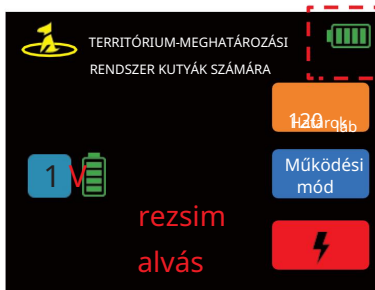 TERRITÓRIUM-MEGHATÁROZÁSI
RENDSZER KUTYÁK SZÁMÁRA
120
Határok láb
1 V
Működési
mód
rezsim
alvás